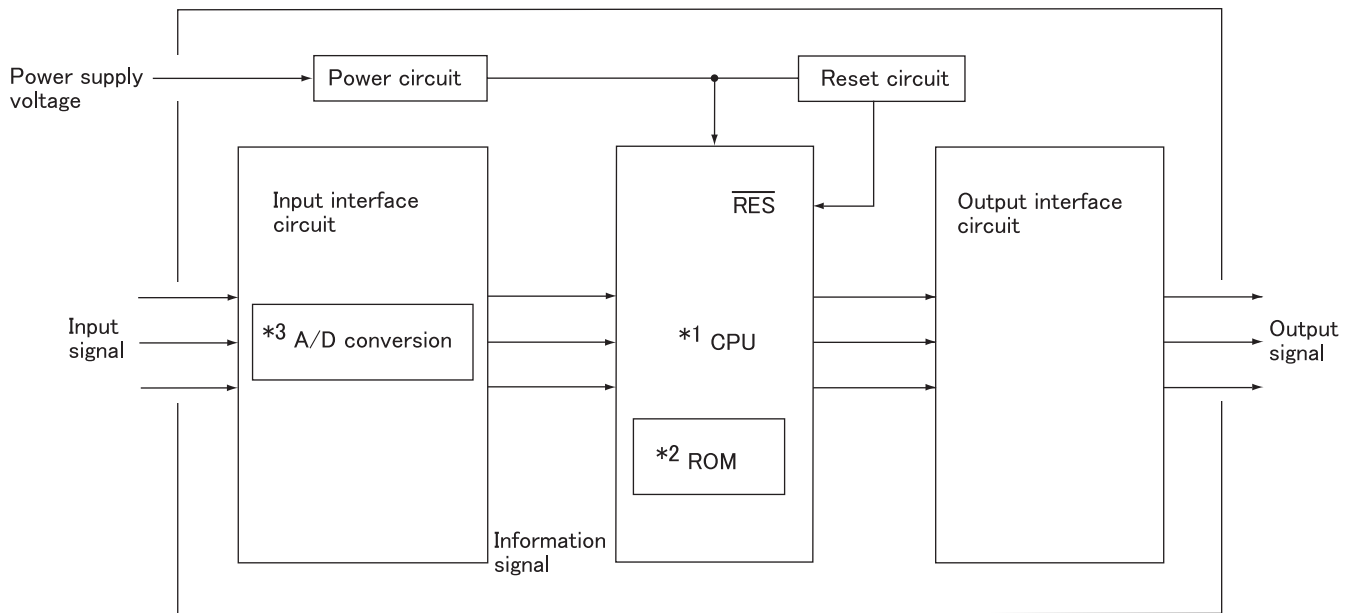 Power supply
voltage
Power circuit
Reset circuit
Input interface
circuit
RES
Output interface
circuit
Input
signal
*3 A/D conversion
*1 CPU
Output
signal
*2 ROM
Information
signal